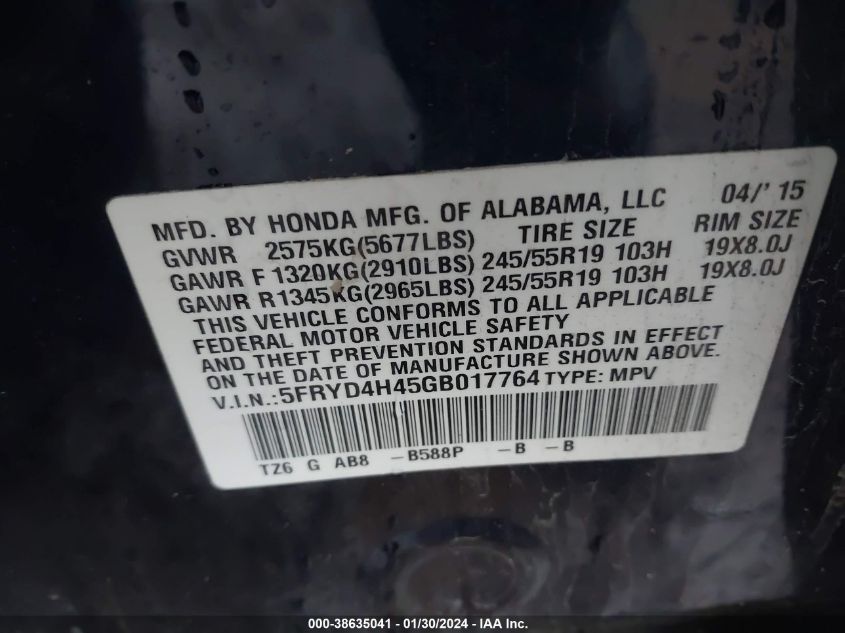 MFD. BY HONDA MFG. OF ALABAMA, LLC 04/' 15
GVWR 2575KG(5677LBS) TIRE SIZE RIM SIZE
GAWR F 1320KG(2910LBS) 245/55R19 103H 19X8.0J
GAWR R1345KG(2965LBS) 245/55R19 103H 19X8.0J
THIS VEHICLE CONFORMS TO ALL APPLICABLE
FEDERAL MOTOR VEHICLE SAFETY
AND THEFT PREVENTION STANDARDS IN EFFECT
ON THE DATE OF MANUFACTURE SHOWN ABOVE.
V.I.N.:5FRYD4H45GB017764 TYPE: MPV
TZ6 G AB8 -B588P -B -B
000-38635041 - 01/30/2024 - IAA Inc.